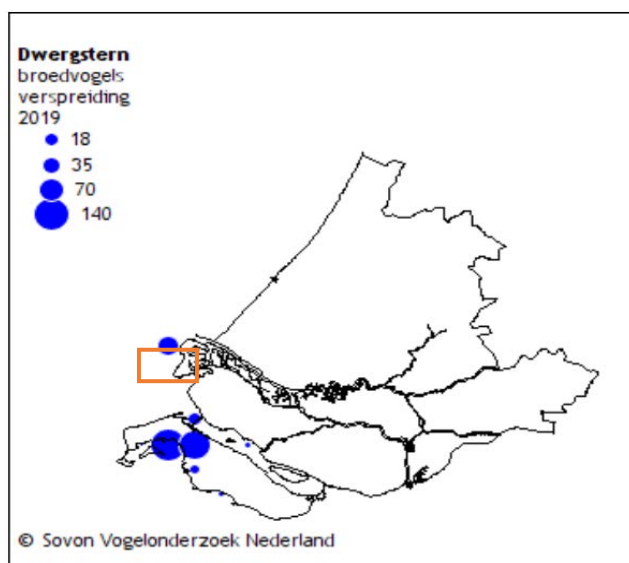 Dwergstern
broedvogels
verspreiding
2019
18
35
70
140
© Sovon Vogelonderzoek Nederland